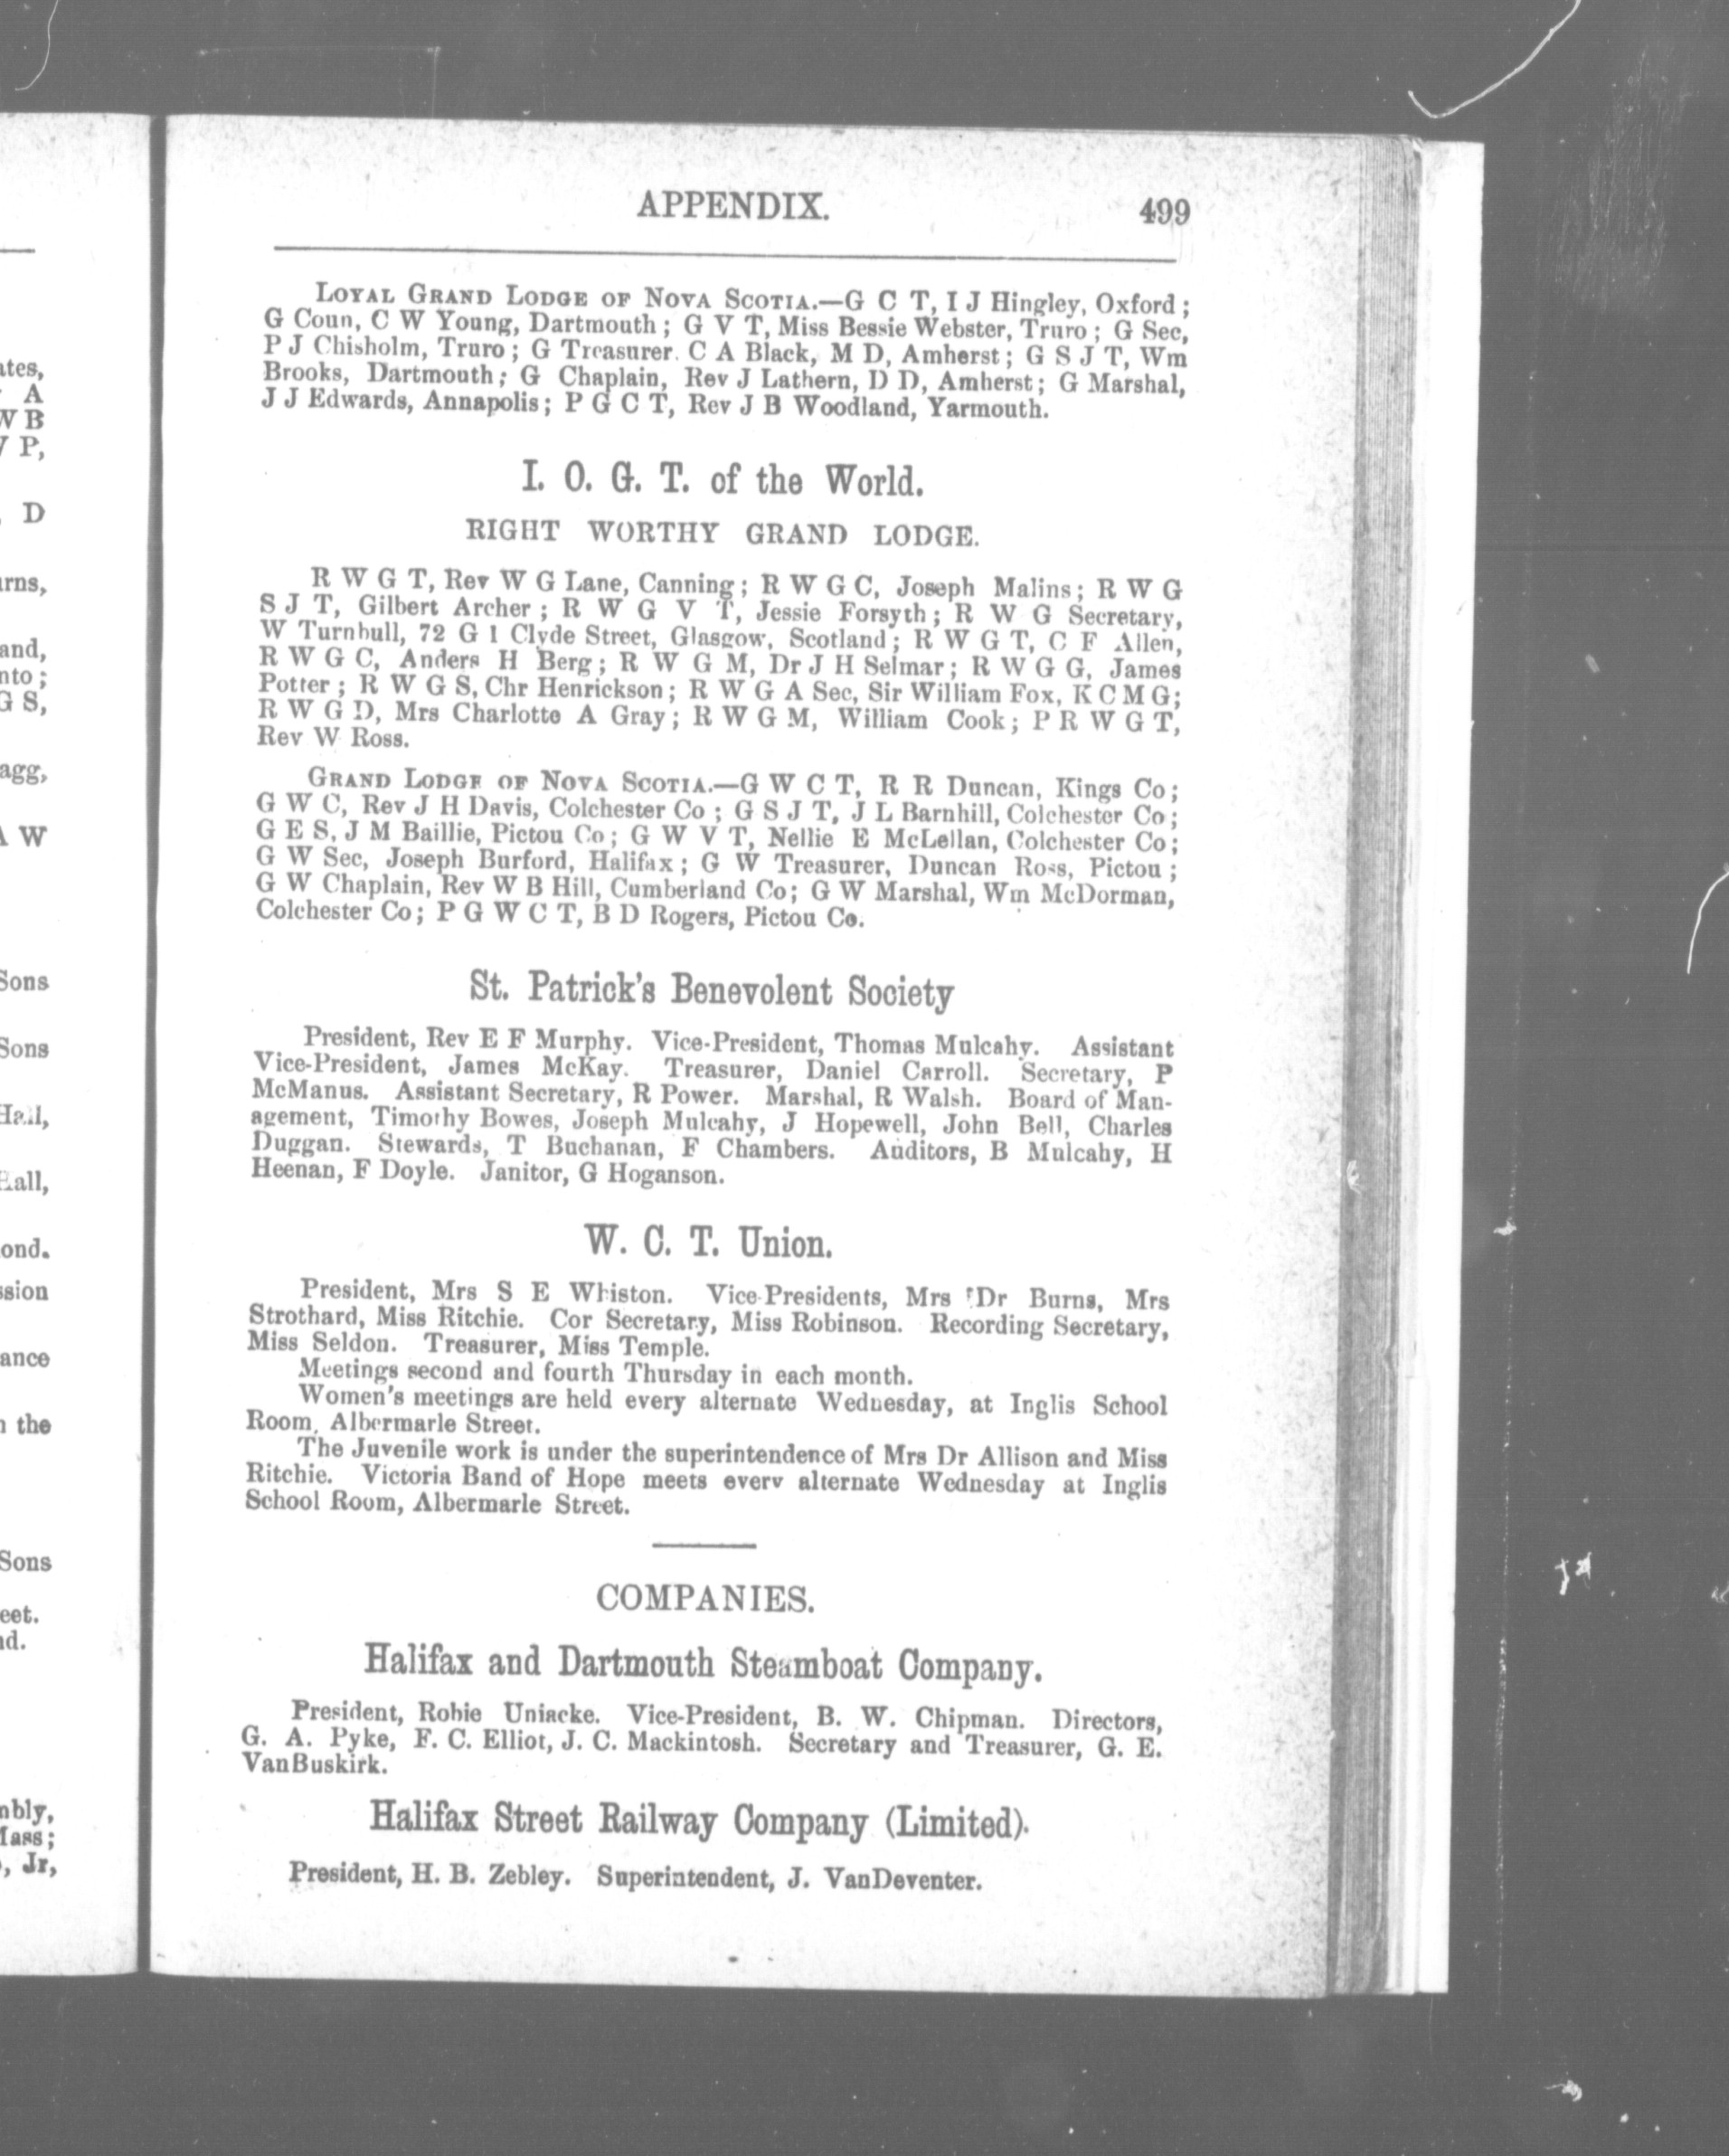 APPENDIX. 499
LOYAL GRAND LODGE OF NOVA SCOTIA.—G C T, I J Hingley, Oxford;
G Coun, C W Young, Dartmouth; G V T, Miss Bessie Webster, Truro; G Sec,
P J Chisholm, Truro; G Treasurer. C A Black, M D, Amherst; G S J T, Wm
Brooks, Dartmouth; G Chaplain, Rev J Lathern, D D, Amherst; G Marshal,
J J Edwards, Annapolis; P G C T, Rev J B Woodland, Yarmouth.
I. O. G. T. of the World.
RIGHT WORTHY GRAND LODGE.
R W G T, Rev W G Lane, Canning; R W G C, Joseph Malins; R W G
S J T, Gilbert Archer; R W G V T, Jessie Forsyth; R W G Secretary,
W Turnbull, 72 G 1 Clyde Street, Glasgow, Scotland; R W G T, C F Allen,
R W G C, Anders H Berg; R W G M, Dr J H Selmar; R W G G, James
Potter; R W G S, Chr Henrickson; R W G A Sec, Sir William Fox, K C M G;
R W G D, Mrs Charlotte A Gray; R W G M, William Cook; P R W G T,
Rev W Ross.
GRAND LODGE OF NOVA SCOTIA.—G W C T, R R Duncan, Kings Co;
G W C, Rev J H Davis, Colchester Co; G S J T, J L Barnhill, Colchester Co;
G E S, J M Baillie, Pictou Co; G W V T, Nellie E McLellan, Colchester Co;
G W Sec, Joseph Burford, Halifax; G W Treasurer, Duncan Ross, Pictou;
G W Chaplain, Rev W B Hill, Cumberland Co; G W Marshal, Wm McDorman,
Colchester Co; P G W C T, B D Rogers, Pictou Co.
St. Patrick's Benevolent Society
President, Rev E F Murphy. Vice-President, Thomas Mulcahy. Assistant
Vice-President, James McKay. Treasurer, Daniel Carroll. Secretary, P
McManus. Assistant Secretary, R Power. Marshal, R Walsh. Board of Man-
agement, Timothy Bowes, Joseph Mulcahy, J Hopewell, John Bell, Charles
Duggan. Stewards, T Buchanan, F Chambers. Auditors, B Mulcahy, H
Heenan, F Doyle. Janitor, G Hoganson.
W. C. T. Union.
President, Mrs S E Whiston. Vice-Presidents, Mrs Dr Burns, Mrs
Strothard, Miss Ritchie. Cor Secretary, Miss Robinson. Recording Secretary,
Miss Seldon. Treasurer, Miss Temple.
Meetings second and fourth Thursday in each month.
Women's meetings are held every alternate Wednesday, at Inglis School
Room, Albermarle Street.
The Juvenile work is under the superintendence of Mrs Dr Allison and Miss
Ritchie. Victoria Band of Hope meets every alternate Wednesday at Inglis
School Room, Albermarle Street.
COMPANIES.
Halifax and Dartmouth Steamboat Company.
President, Robie Uniacke. Vice-President, B. W. Chipman. Directors,
G. A. Pyke, F. C. Elliot, J. C. Mackintosh. Secretary and Treasurer, G. E.
VanBuskirk.
Halifax Street Railway Company (Limited).
President, H. B. Zebley. Superintendent, J. VanDeventer.